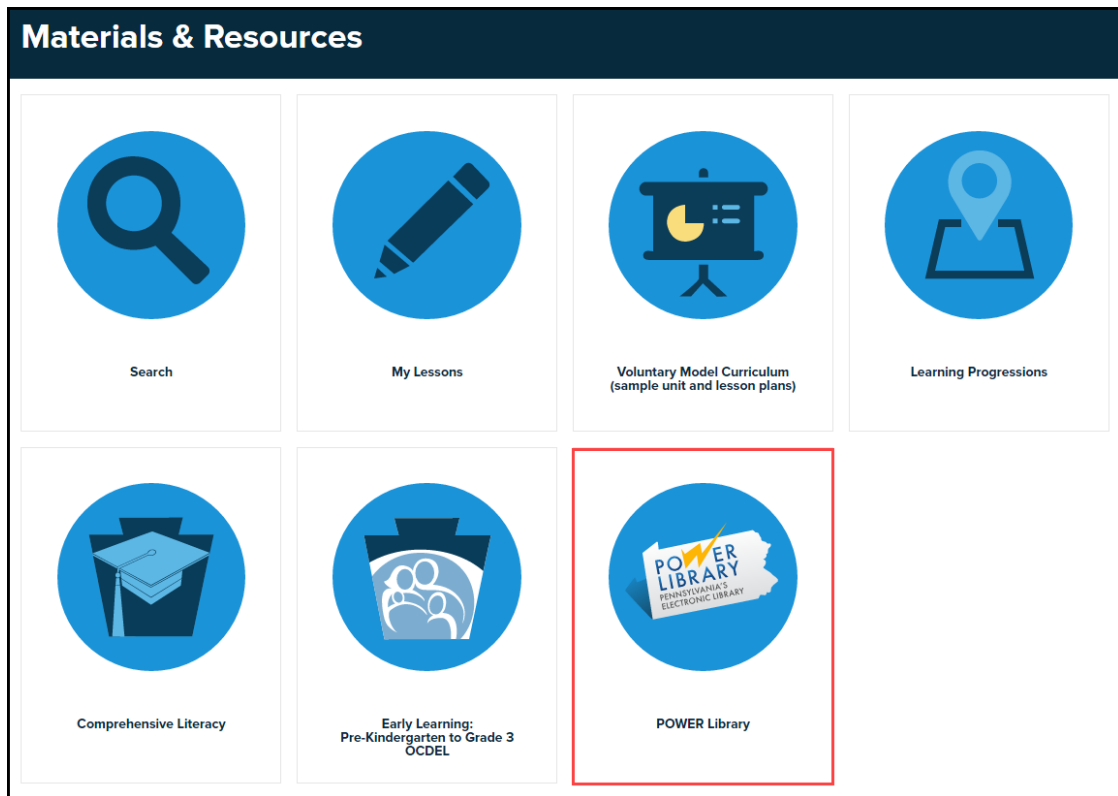 Materials & Resources
Search
My Lessons
Voluntary Model Curriculum
(sample unit and lesson plans)
Learning Progressions
Comprehensive Literacy
Early Learning:
Pre-Kindergarten to Grade 3
OCDEL
POWER
LIBRARY
PENNSYLVANIA'S
ELECTRONIC LIBRARY
POWER Library